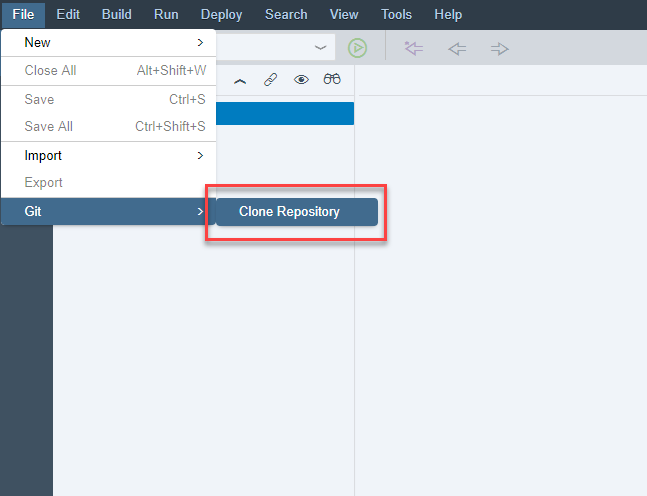 File Edit Build Run Deploy Search View Tools Help
New
Close All Alt+Shift+W
Save Ctrl+S
Save All Ctrl+Shift+S
Import
Export
Git Clone Repository